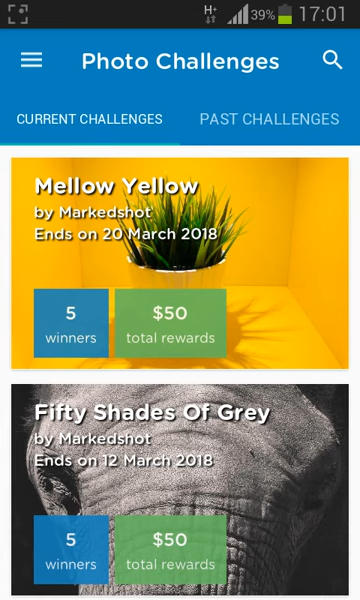 H+ 39% 17:01
Photo Challenges
CURRENT CHALLENGES PAST CHALLENGES
Mellow Yellow
by Markedshot
Ends on 20 March 2018
5 $50
winners total rewards
Fifty Shades Of Grey
by Markedshot
Ends on 12 March 2018
5 $50
winners total rewards